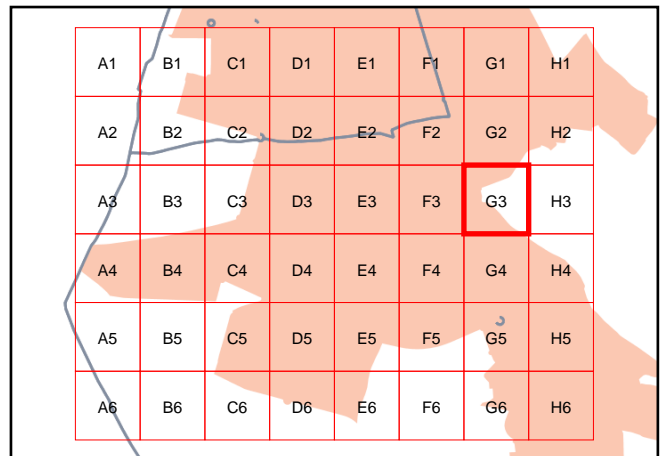 A1 B1 C1 D1 E1 F1 G1 H1
A2 B2 C2 D2 E2 F2 G2 H2
A3 B3 C3 D3 E3 F3 G3 H3
A4 B4 C4 D4 E4 F4 G4 H4
A5 B5 C5 D5 E5 F5 G5 H5
A6 B6 C6 D6 E6 F6 G6 H6